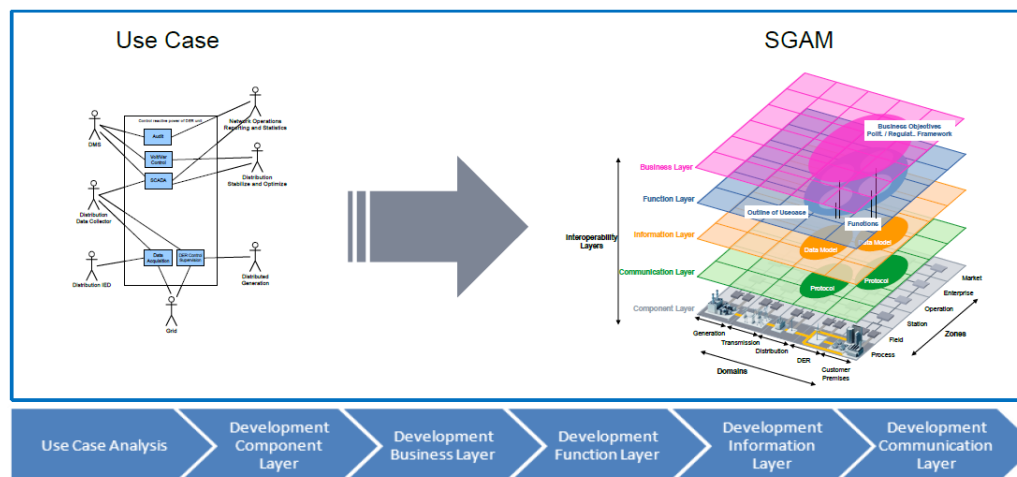 Use Case
SGAM
Control reactive power of DER unit
DMS
Audit
Volt/Var
Control
SCADA
Network Operations
Reporting and Statistics
Distribution
Stabilize and Optimize
Distribution
Data Collector
Data
Acquisition
DER Control
Supervision
Distribution IED
Distributed
Generation
Grid
Business Objectives
Polit. / Regulat.. Framework
Business Layer
Function Layer
Outline of Usecase
Functions
Interoperability
Layers
Information Layer
Data Model
Data Model
Communication Layer
Protocol
Protocol
Component Layer
Market
Enterprise
Operation
Station
Field
Process
Zones
Generation
Transmission
Distribution
DER
Customer
Premises
Domains
Use Case Analysis
Development
Component
Layer
Development
Business Layer
Development
Function Layer
Development
Information
Layer
Development
Communication
Layer